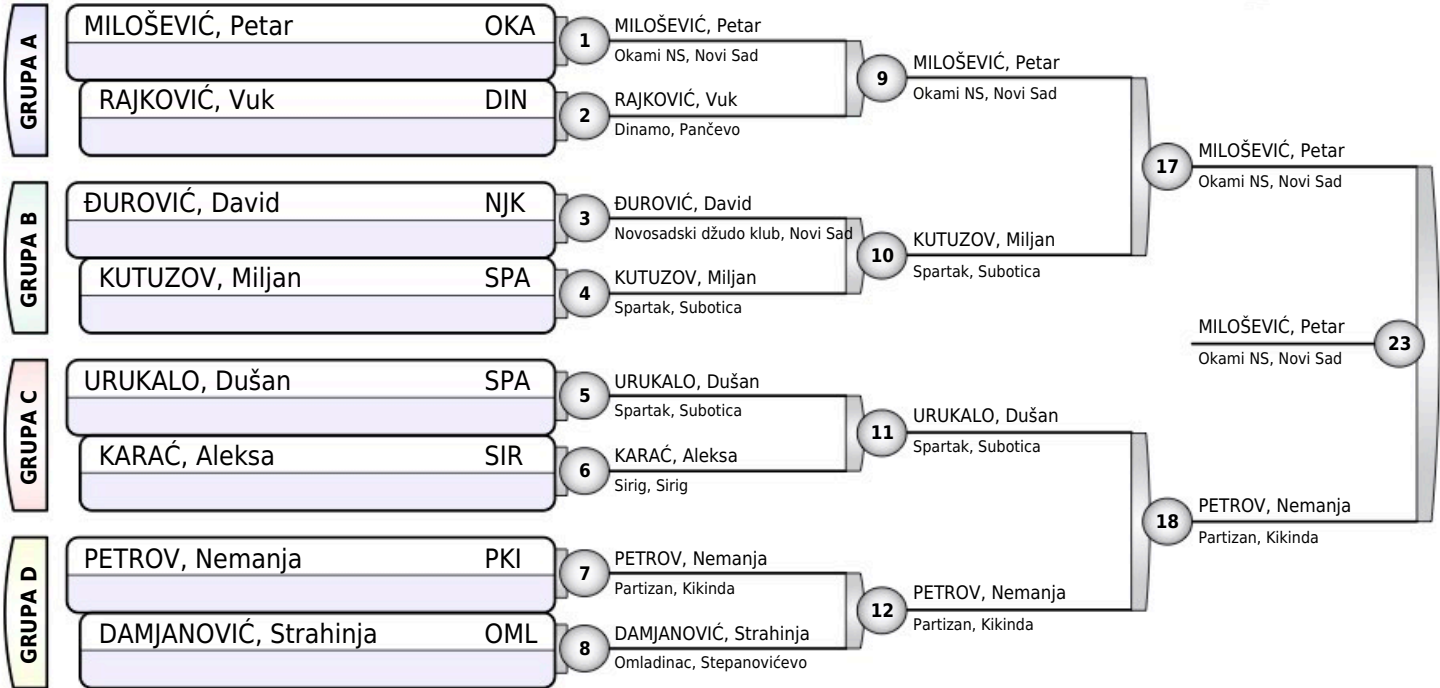 GRUPA A
MILOŠEVIĆ, Petar OKA
RAJKOVIĆ, Vuk DIN
GRUPA B
ĐUROVIĆ, David NJK
KUTUZOV, Miljan SPA
GRUPA C
URUKALO, Dušan SPA
KARAĆ, Aleksa SIR
GRUPA D
PETROV, Nemanja PKI
DAMJANOVIĆ, Strahinja OML
1
MILOŠEVIĆ, Petar
Okami NS, Novi Sad
2
RAJKOVIĆ, Vuk
Dinamo, Pančevo
3
ĐUROVIĆ, David
Novosadski džudo klub, Novi Sad
4
KUTUZOV, Miljan
Spartak, Subotica
5
URUKALO, Dušan
Spartak, Subotica
6
KARAĆ, Aleksa
Sirig, Sirig
7
PETROV, Nemanja
Partizan, Kikinda
8
DAMJANOVIĆ, Strahinja
Omladinac, Stepanovićevo
9
MILOŠEVIĆ, Petar
Okami NS, Novi Sad
10
KUTUZOV, Miljan
Spartak, Subotica
11
URUKALO, Dušan
Spartak, Subotica
12
PETROV, Nemanja
Partizan, Kikinda
17
MILOŠEVIĆ, Petar
Okami NS, Novi Sad
18
PETROV, Nemanja
Partizan, Kikinda
MILOŠEVIĆ, Petar
Okami NS, Novi Sad
23